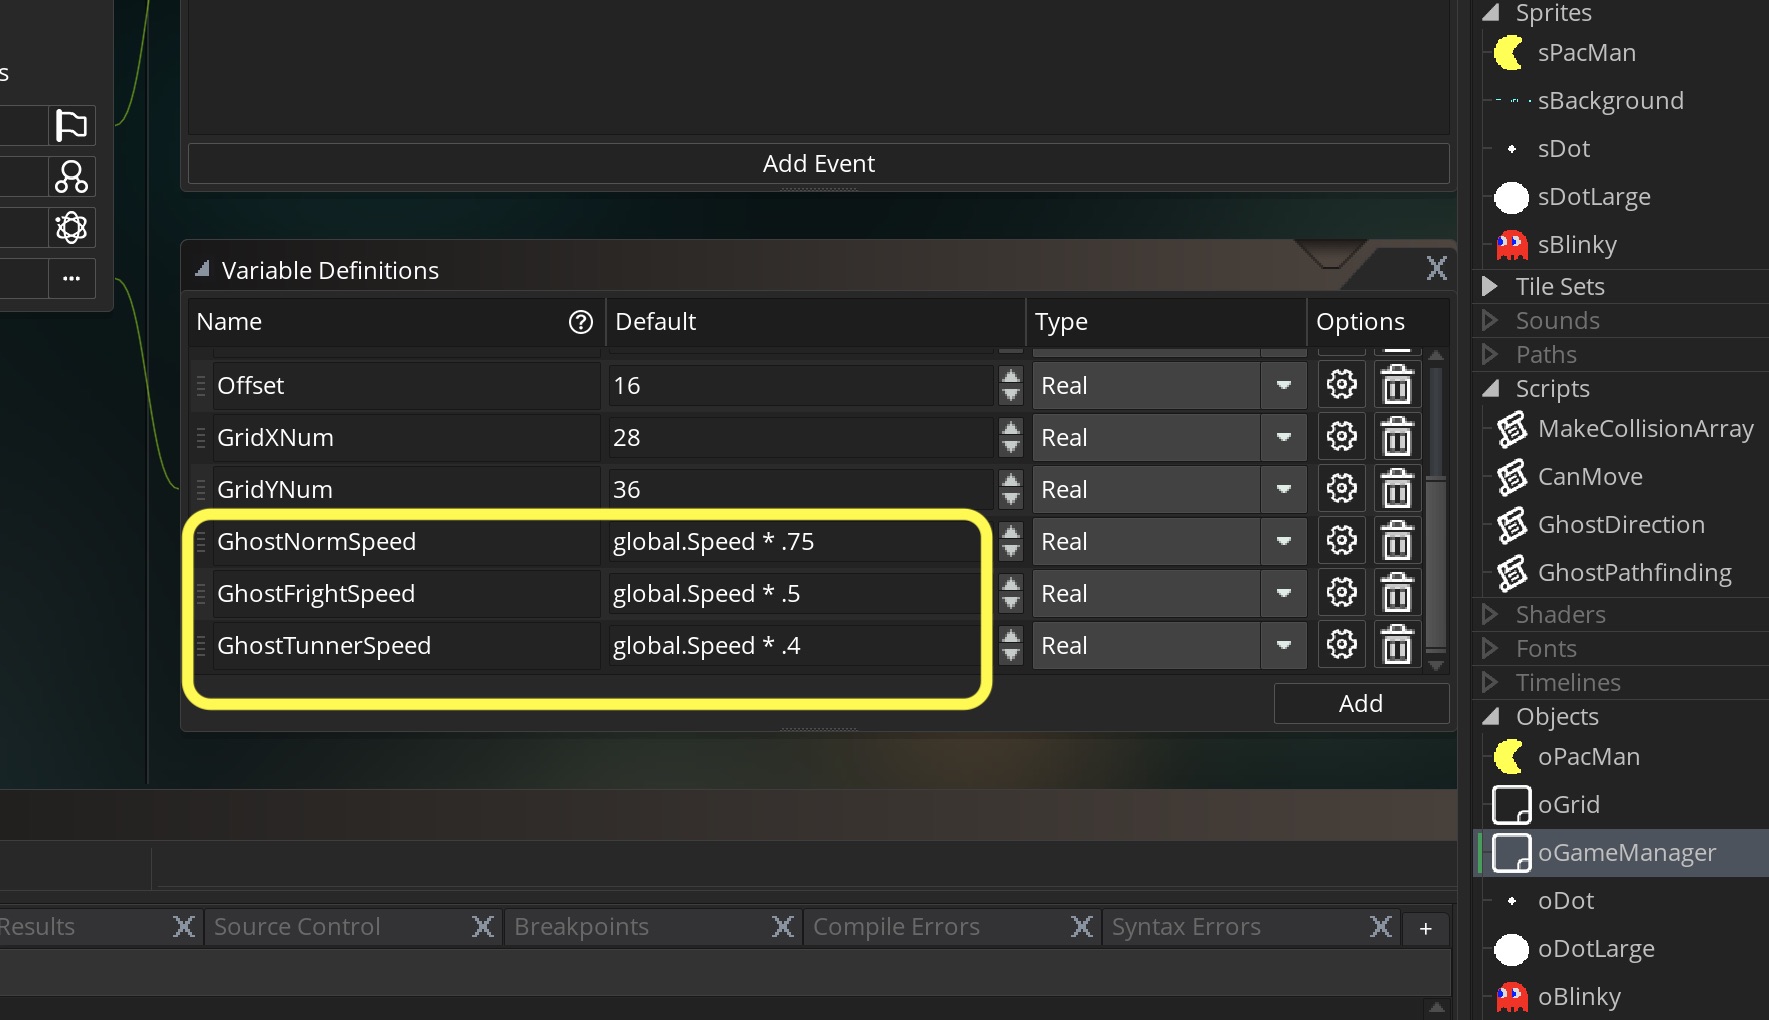 s
Add Event
Variable Definitions
Name ? Default Type Options
Offset 16 Real
GridXNum 28 Real
GridYNum 36 Real
GhostNormSpeed global.Speed * .75 Real
GhostFrightSpeed global.Speed * .5 Real
GhostTunnerSpeed global.Speed * .4 Real
Add
Results Source Control Breakpoints Compile Errors Syntax Errors +
Sprites
sPacMan
sBackground
sDot
sDotLarge
sBlinky
Tile Sets
Sounds
Paths
Scripts
MakeCollisionArray
CanMove
GhostDirection
GhostPathfinding
Shaders
Fonts
Timelines
Objects
oPacMan
oGrid
oGameManager
oDot
oDotLarge
oBlinky